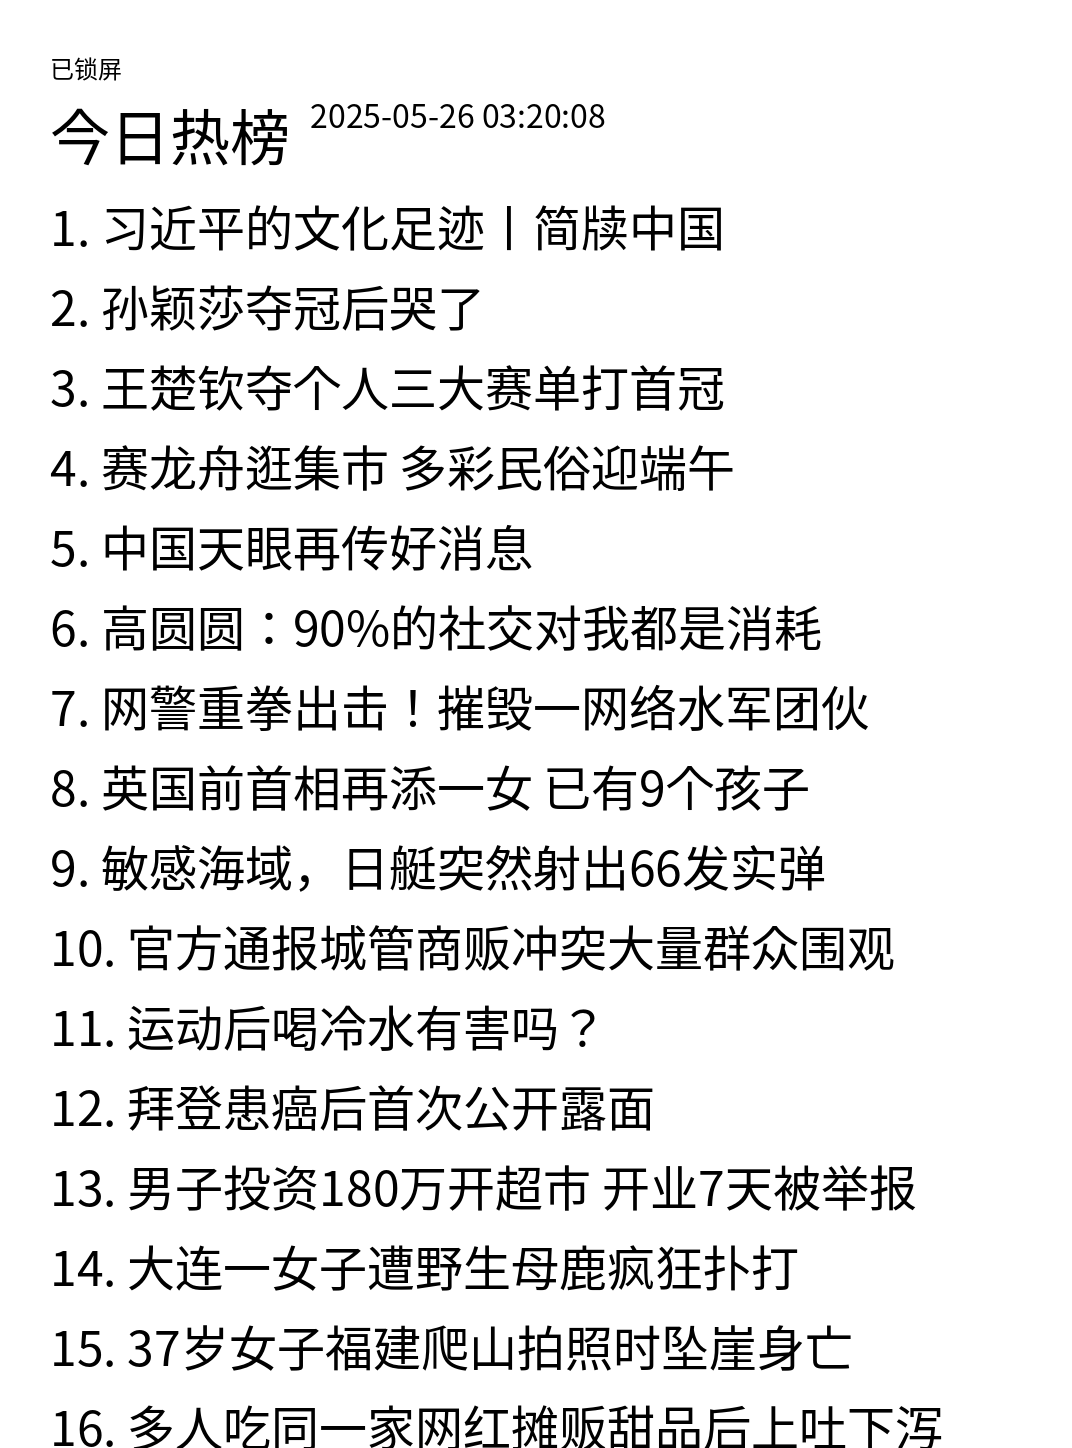 已锁屏
今日热榜 2025-05-26 03:20:08
1. 习近平的文化足迹丨简牍中国
2. 孙颖莎夺冠后哭了
3. 王楚钦夺个人三大赛单打首冠
4. 赛龙舟逛集市 多彩民俗迎端午
5. 中国天眼再传好消息
6. 高圆圆：90%的社交对我都是消耗
7. 网警重拳出击！摧毁一网络水军团伙
8. 英国前首相再添一女 已有9个孩子
9. 敏感海域，日艇突然射出66发实弹
10. 官方通报城管商贩冲突大量群众围观
11. 运动后喝冷水有害吗？
12. 拜登患癌后首次公开露面
13. 男子投资180万开超市 开业7天被举报
14. 大连一女子遭野生母鹿疯狂扑打
15. 37岁女子福建爬山拍照时坠崖身亡
16. 多人吃同一家网红摊贩甜品后上吐下泻